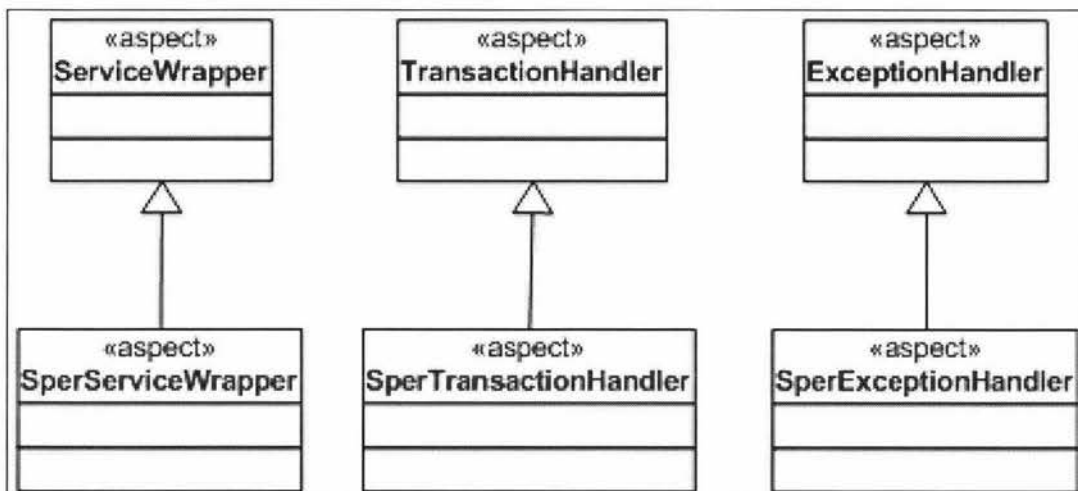 «aspect»
ServiceWrapper
«aspect»
TransactionHandler
«aspect»
ExceptionHandler
«aspect»
SperServiceWrapper
«aspect»
SperTransactionHandler
«aspect»
SperExceptionHandler